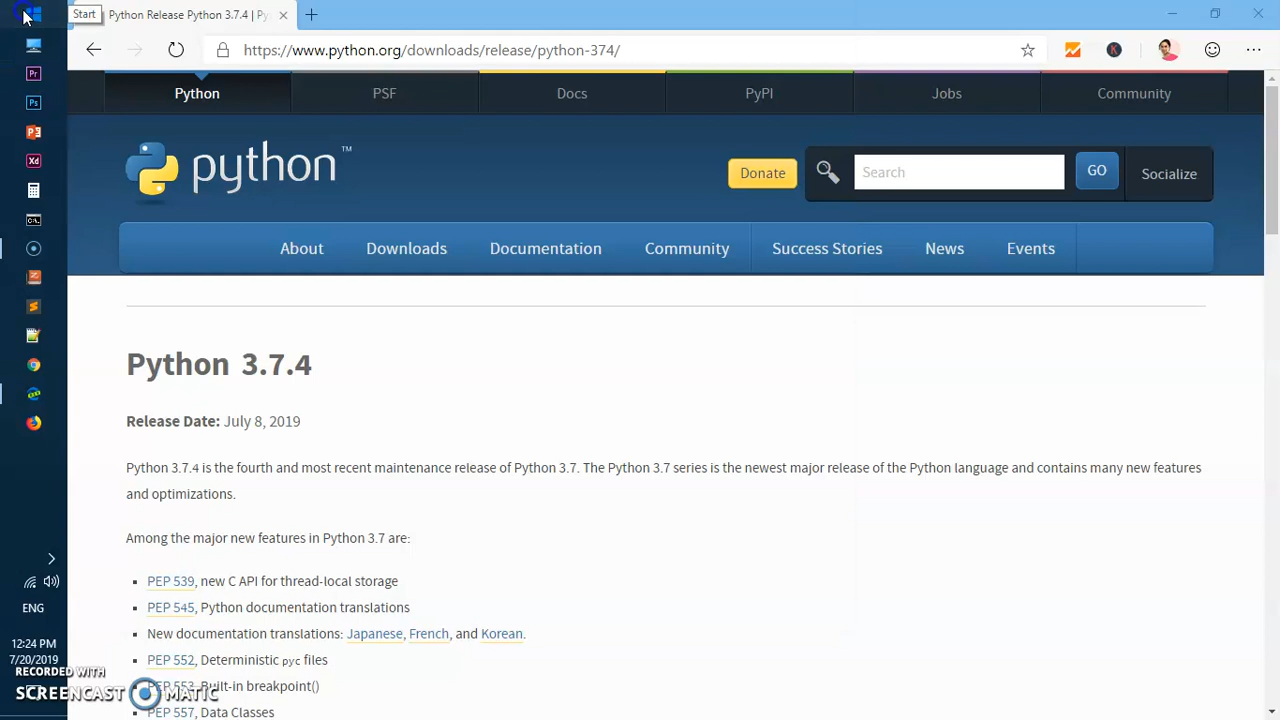 Start
Python Release Python 3.7.4 | Py
https://www.python.org/downloads/release/python-374/
Python
PSF
Docs
PyPI
Jobs
Community
python™
Donate
Search
GO
Socialize
About
Downloads
Documentation
Community
Success Stories
News
Events
Python 3.7.4
Release Date: July 8, 2019
Python 3.7.4 is the fourth and most recent maintenance release of Python 3.7. The Python 3.7 series is the newest major release of the Python language and contains many new features
and optimizations.
Among the major new features in Python 3.7 are:
PEP 539, new C API for thread-local storage
PEP 545, Python documentation translations
New documentation translations: Japanese, French, and Korean.
PEP 552, Deterministic pyc files
PEP 553, Built-in breakpoint()
PEP 557, Data Classes
Pr
Ps
Xd
ENG
12:24 PM
7/20/2019
RECORDED WITH
SCREENCAST MATIC